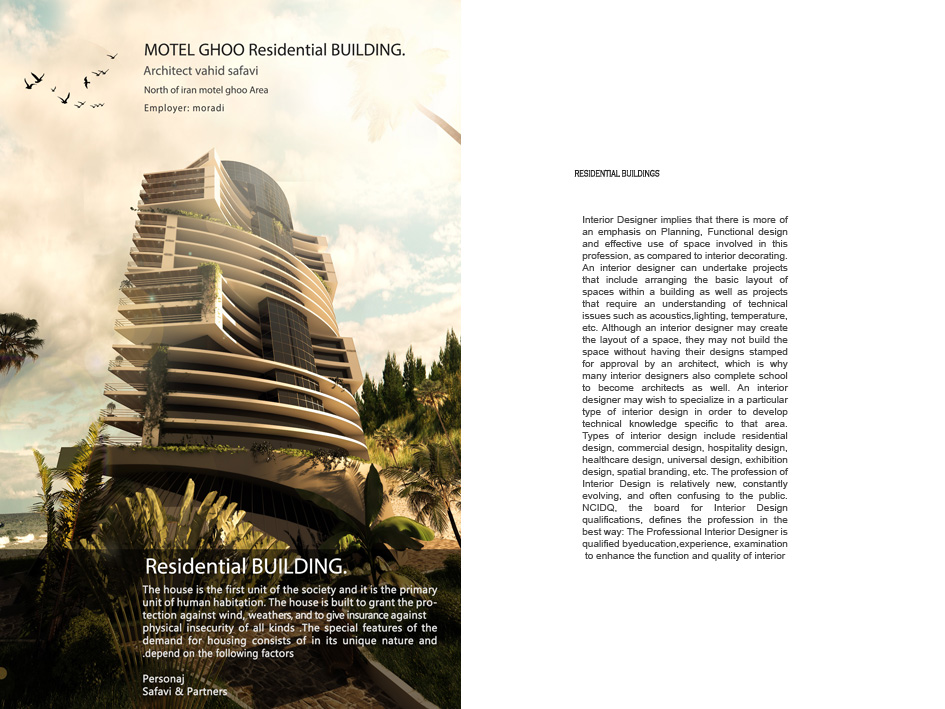 MOTEL GHOO Residential BUILDING.
Architect vahid safavi
North of iran motel ghoo Area
Employer: moradi
Residential BUILDING.
The house is the first unit of the society and it is the primary
unit of human habitation. The house is built to grant the pro-
tection against wind, weathers, and to give insurance against
physical insecurity of all kinds .The special features of the
demand for housing consists of in its unique nature and
.depend on the following factors
Personaj
Safavi & Partners
RESIDENTIAL BUILDINGS
Interior Designer implies that there is more of
an emphasis on Planning, Functional design
and effective use of space involved in this
profession, as compared to interior decorating.
An interior designer can undertake projects
that include arranging the basic layout of
spaces within a building as well as projects
that require an understanding of technical
issues such as acoustics,lighting, temperature,
etc. Although an interior designer may create
the layout of a space, they may not build the
space without having their designs stamped
for approval by an architect, which is why
many interior designers also complete school
to become architects as well. An interior
designer may wish to specialize in a particular
type of interior design in order to develop
technical knowledge specific to that area.
Types of interior design include residential
design, commercial design, hospitality design,
healthcare design, universal design, exhibition
design, spatial branding, etc. The profession of
Interior Design is relatively new, constantly
evolving, and often confusing to the public.
NCIDQ, the board for Interior Design
qualifications, defines the profession in the
best way: The Professional Interior Designer is
qualified byeducation,experience, examination
to enhance the function and quality of interior